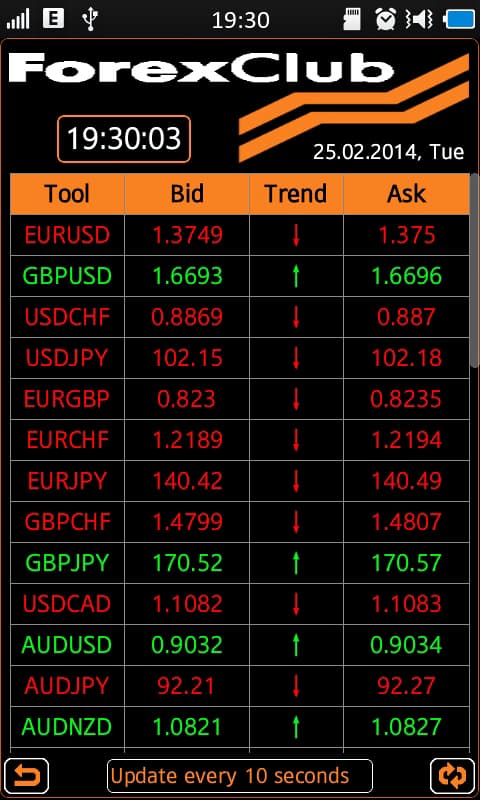 E 19:30
ForexClub
19:30:03
25.02.2014, Tue
Tool Bid Trend Ask
EURUSD 1.3749 ↓ 1.375
GBPUSD 1.6693 ↑ 1.6696
USDCHF 0.8869 ↓ 0.887
USDJPY 102.15 ↓ 102.18
EURGBP 0.823 ↓ 0.8235
EURCHF 1.2189 ↓ 1.2194
EURJPY 140.42 ↓ 140.49
GBPCHF 1.4799 ↓ 1.4807
GBPJPY 170.52 ↑ 170.57
USDCAD 1.1082 ↓ 1.1083
AUDUSD 0.9032 ↑ 0.9034
AUDJPY 92.21 ↓ 92.27
AUDNZD 1.0821 ↑ 1.0827
Update every 10 seconds